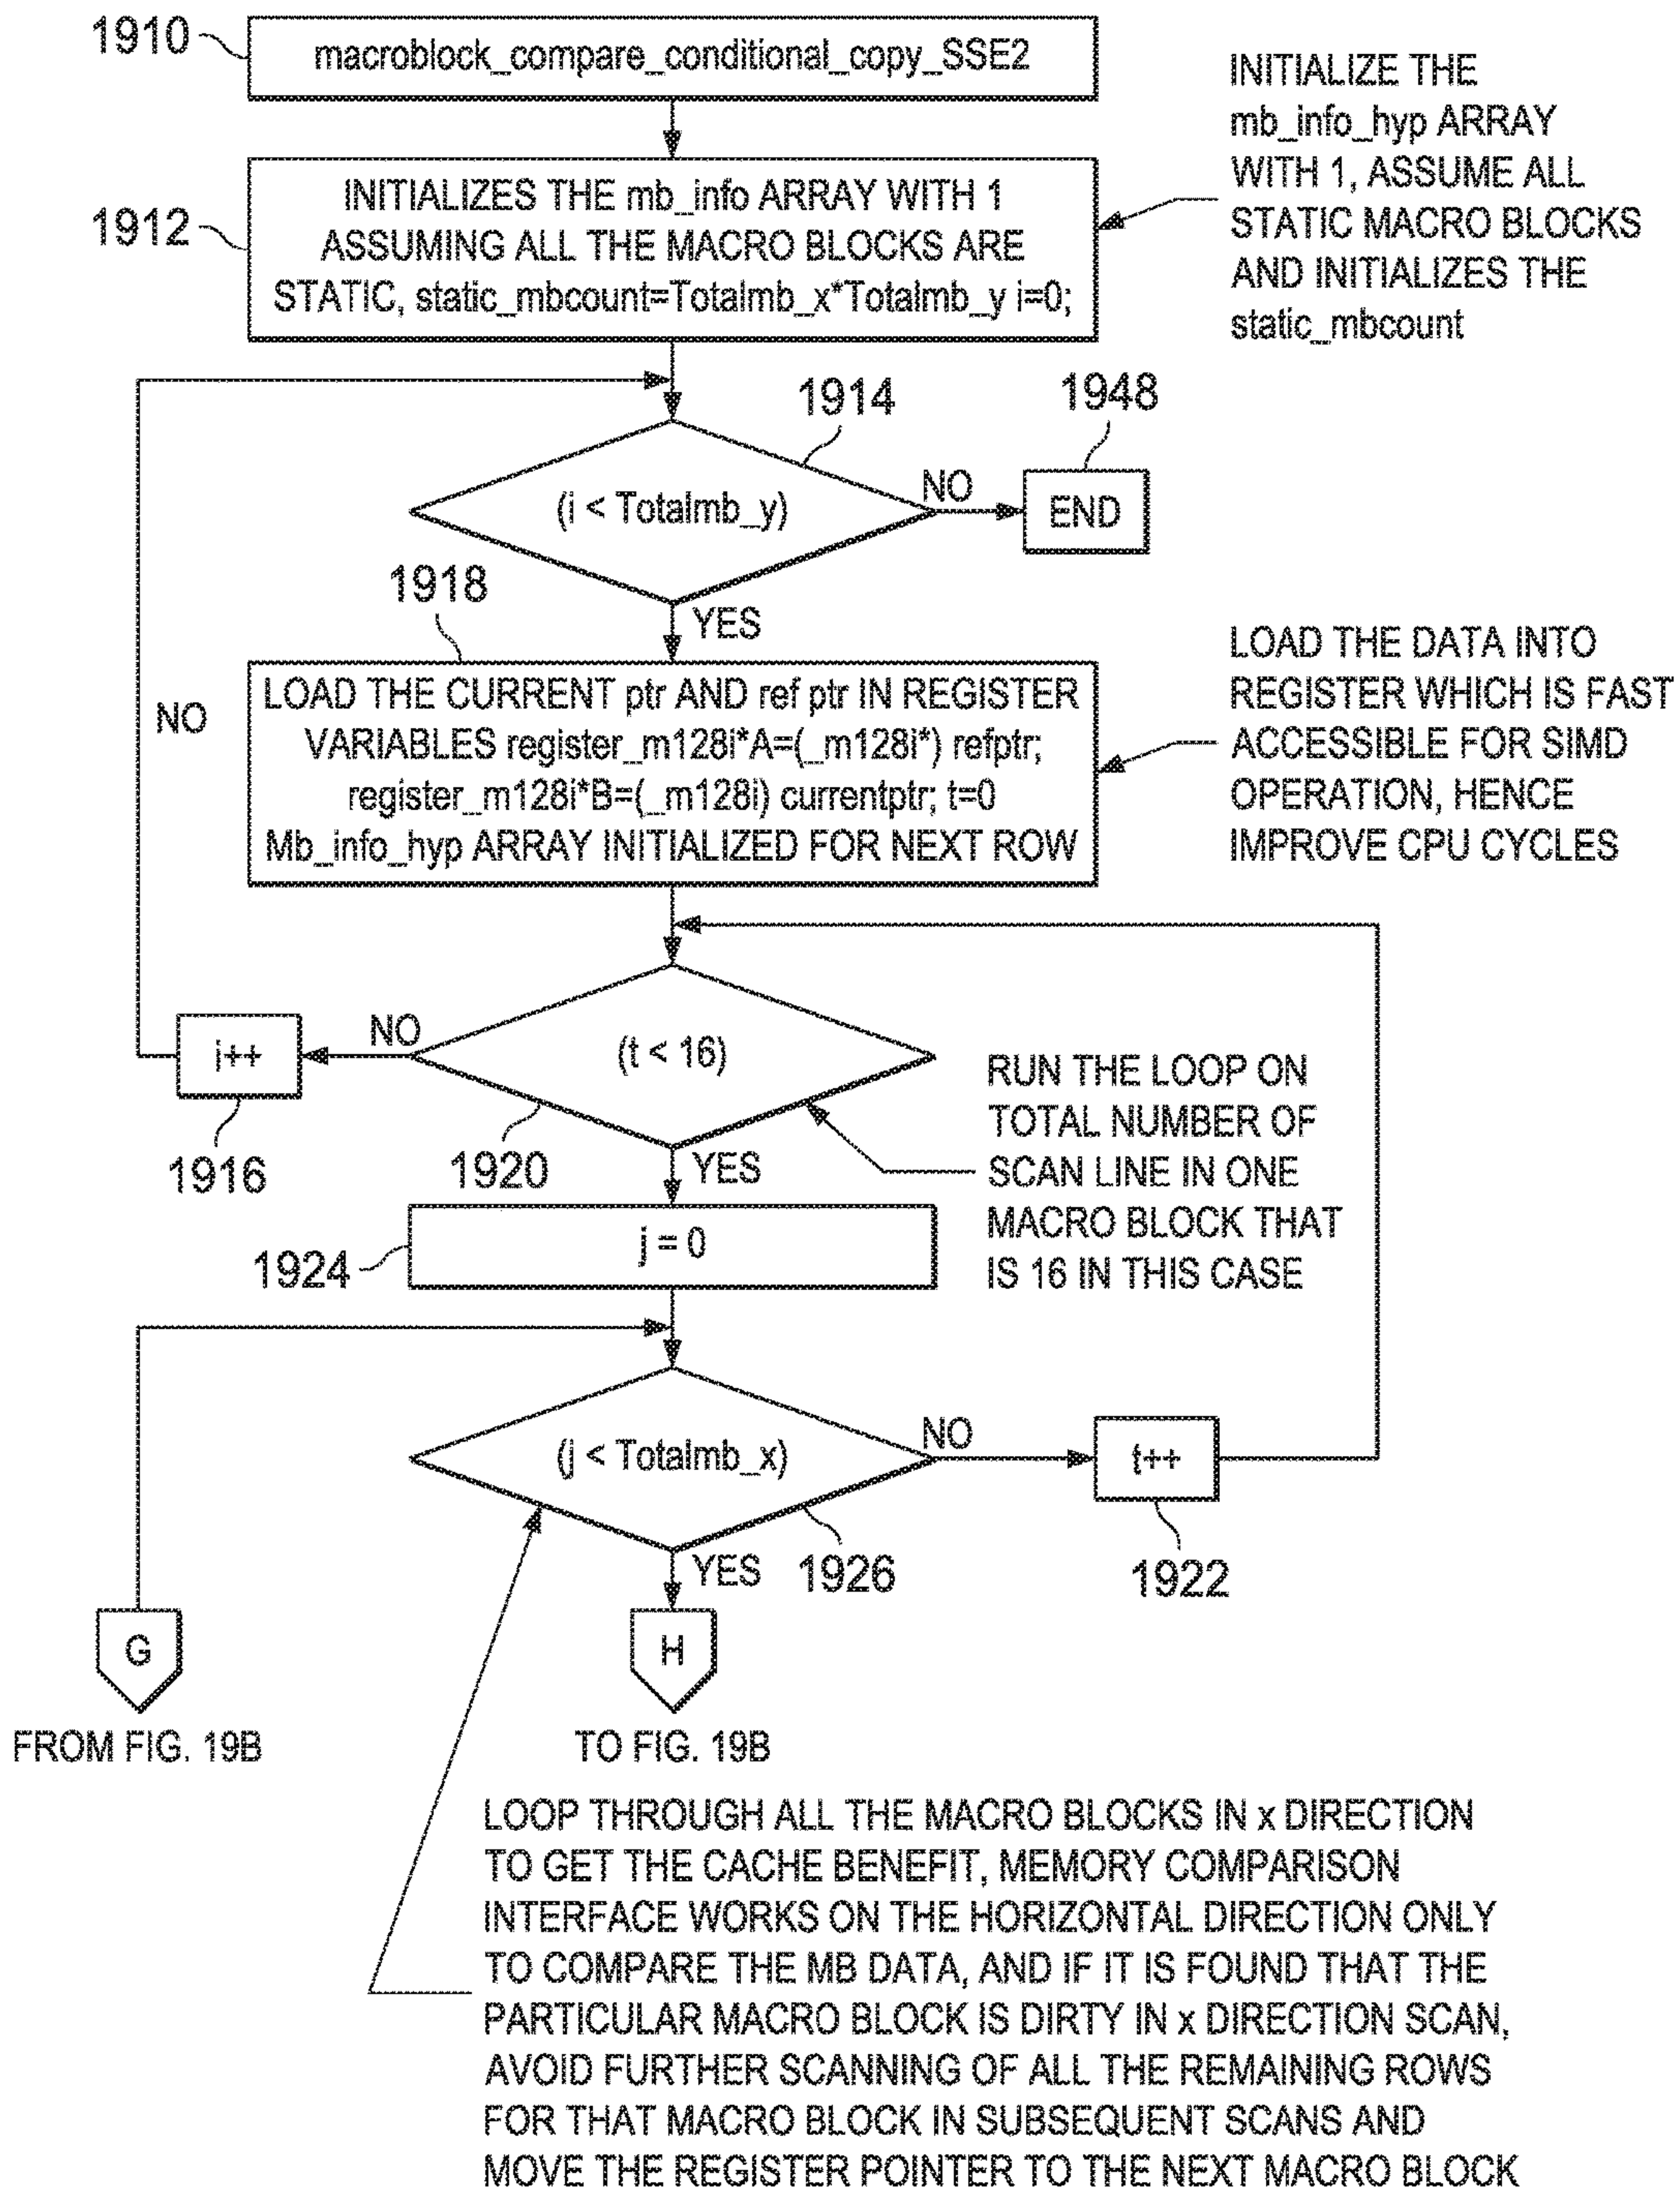 1910
macroblock_compare_conditional_copy_SSE2
INITIALIZE THE
mb_info_hyp ARRAY
WITH 1, ASSUME ALL
STATIC MACRO BLOCKS
AND INITIALIZES THE
static_mbcount
1912
INITIALIZES THE mb_info ARRAY WITH 1
ASSUMING ALL THE MACRO BLOCKS ARE
STATIC, static_mbcount=Totalmb_x*Totalmb_y i=0;
1914
1948
(i < Totalmb_y)
NO
END
YES
1918
NO
LOAD THE CURRENT ptr AND ref ptr IN REGISTER
VARIABLES register_m128i*A=(_m128i*) refptr;
register_m128i*B=(_m128i) currentptr; t=0
Mb_info_hyp ARRAY INITIALIZED FOR NEXT ROW
LOAD THE DATA INTO
REGISTER WHICH IS FAST
ACCESSIBLE FOR SIMD
OPERATION, HENCE
IMPROVE CPU CYCLES
i++
NO
(t < 16)
1916
1920
YES
RUN THE LOOP ON
TOTAL NUMBER OF
SCAN LINE IN ONE
MACRO BLOCK THAT
IS 16 IN THIS CASE
1924
j = 0
(j < Totalmb_x)
NO
t++
YES
1926
1922
G
H
FROM FIG. 19B
TO FIG. 19B
LOOP THROUGH ALL THE MACRO BLOCKS IN x DIRECTION
TO GET THE CACHE BENEFIT, MEMORY COMPARISON
INTERFACE WORKS ON THE HORIZONTAL DIRECTION ONLY
TO COMPARE THE MB DATA, AND IF IT IS FOUND THAT THE
PARTICULAR MACRO BLOCK IS DIRTY IN x DIRECTION SCAN,
AVOID FURTHER SCANNING OF ALL THE REMAINING ROWS
FOR THAT MACRO BLOCK IN SUBSEQUENT SCANS AND
MOVE THE REGISTER POINTER TO THE NEXT MACRO BLOCK